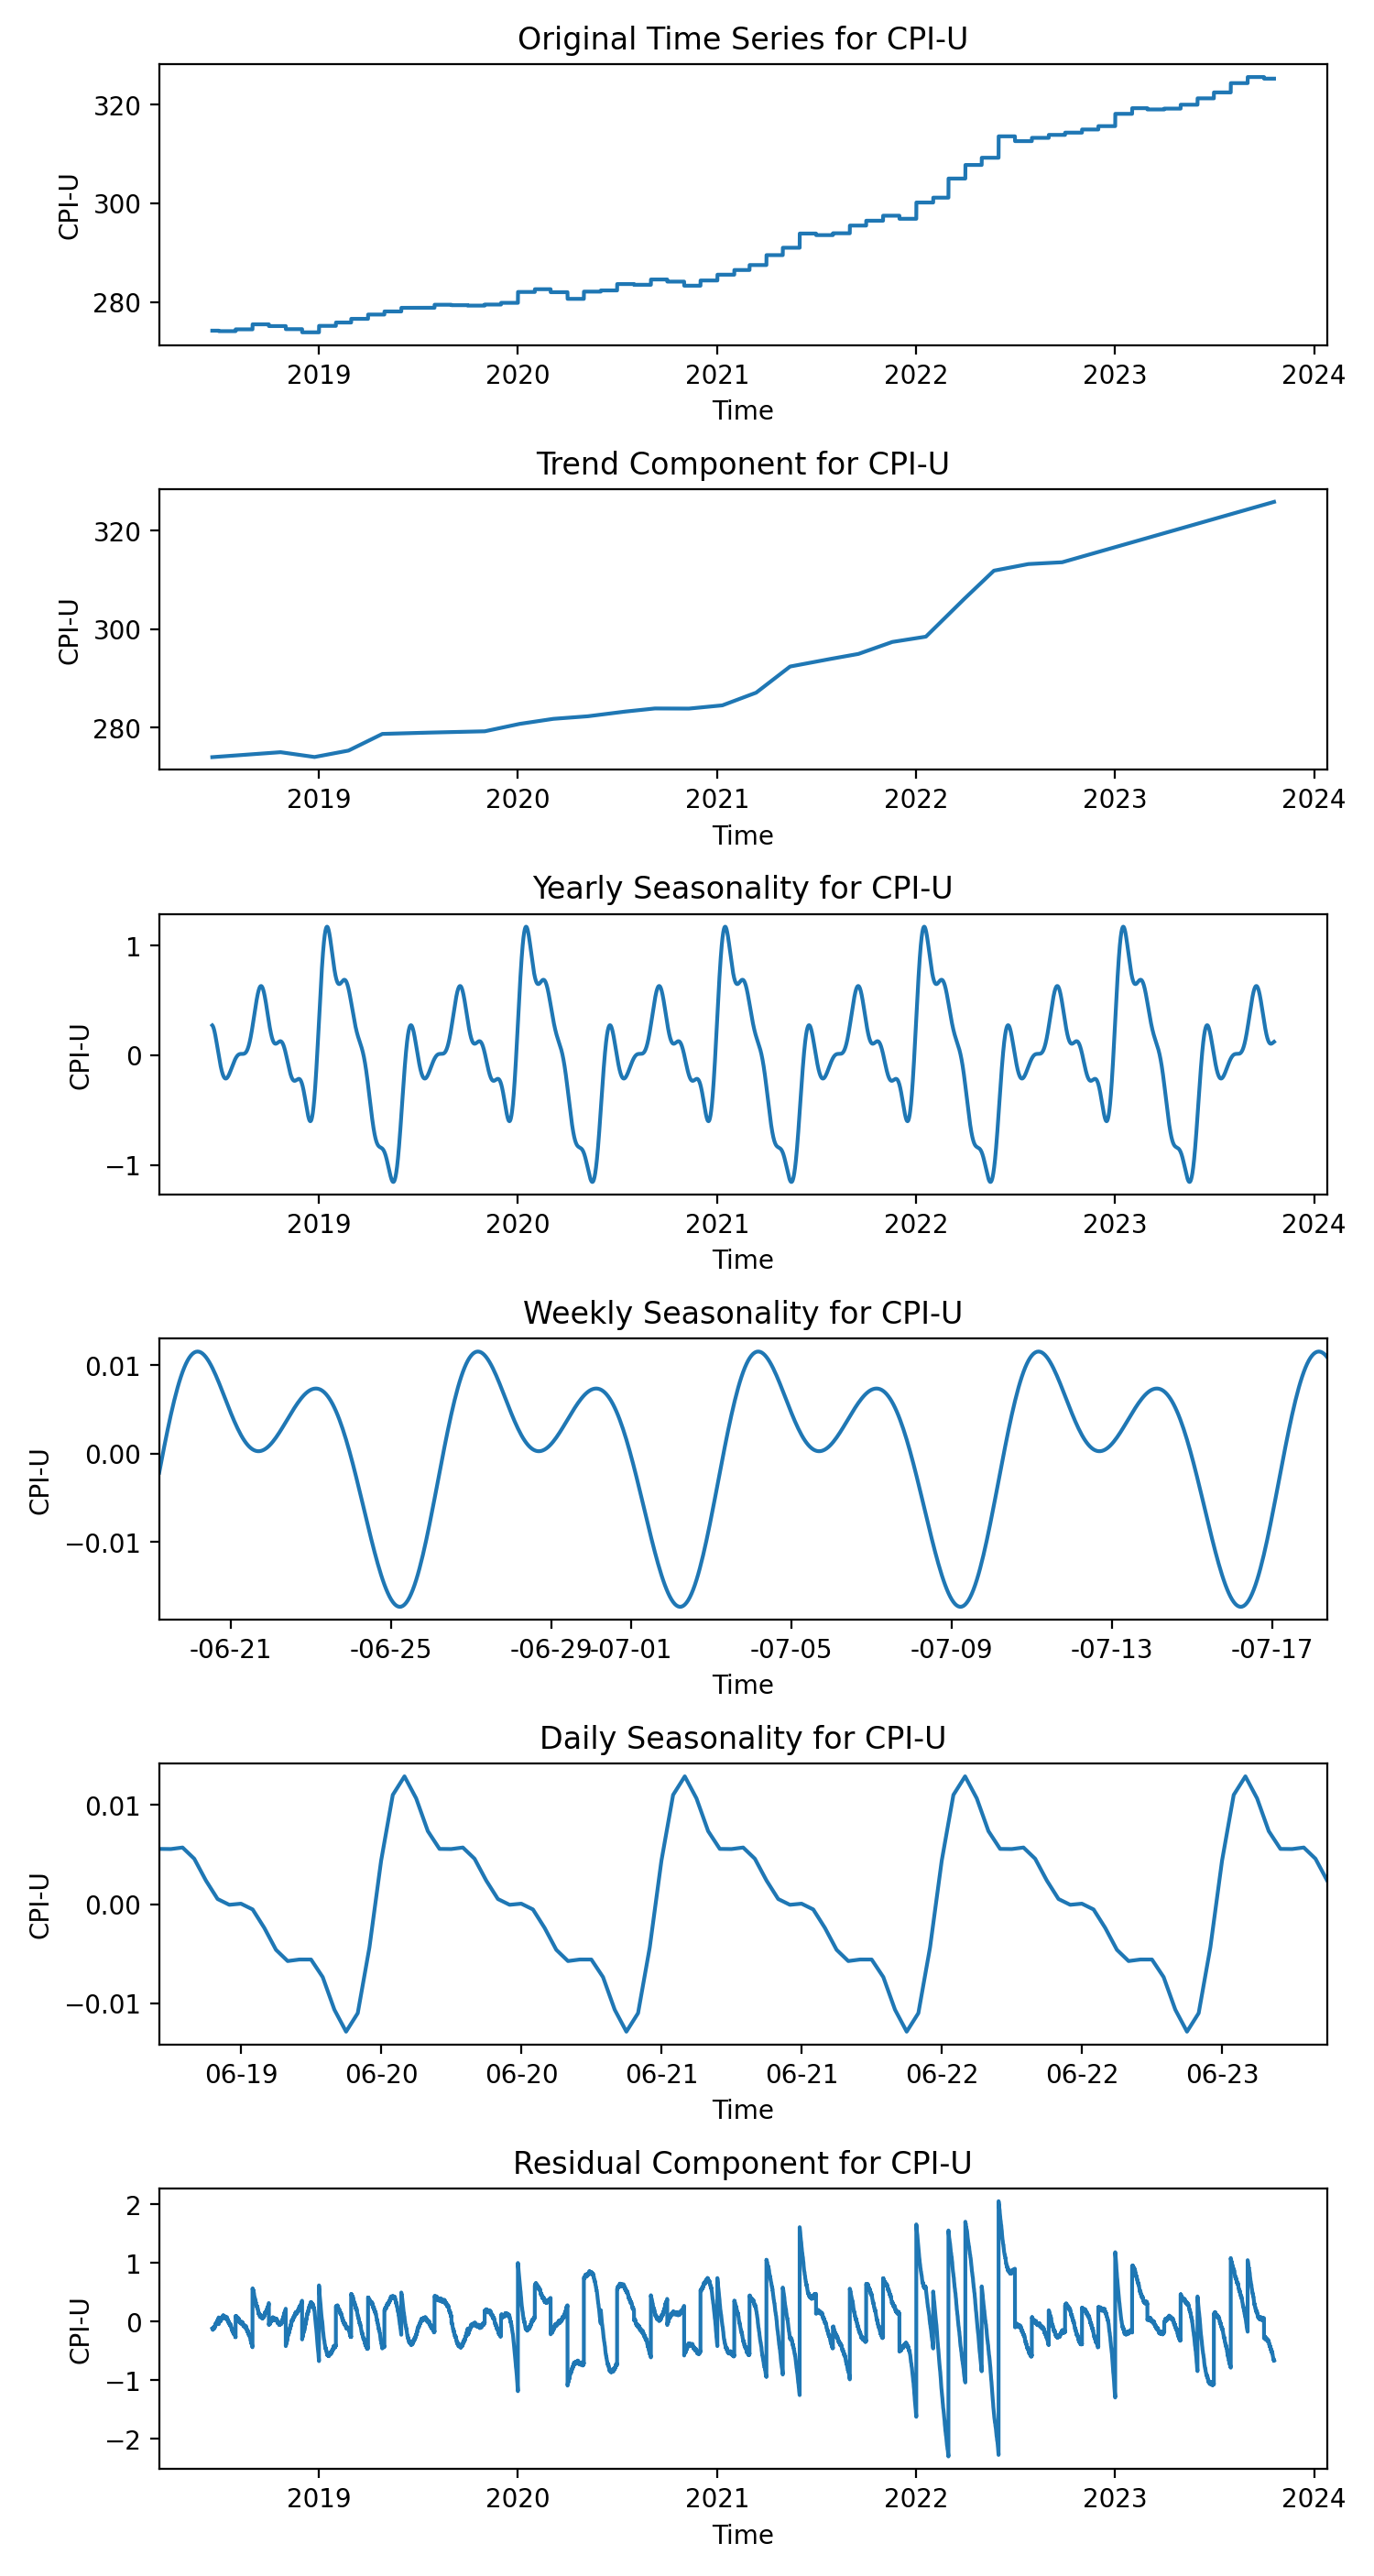 Original Time Series for CPI-U
CPI-U
320
300
280
2019 2020 2021 2022 2023 2024
Time
Trend Component for CPI-U
CPI-U
320
300
280
2019 2020 2021 2022 2023 2024
Time
Yearly Seasonality for CPI-U
CPI-U
1
0
−1
2019 2020 2021 2022 2023 2024
Time
Weekly Seasonality for CPI-U
CPI-U
0.01
0.00
−0.01
-06-21 -06-25 -06-29 -07-01 -07-05 -07-09 -07-13 -07-17
Time
Daily Seasonality for CPI-U
CPI-U
0.01
0.00
−0.01
06-19 06-20 06-20 06-21 06-21 06-22 06-22 06-23
Time
Residual Component for CPI-U
CPI-U
2
1
0
−1
−2
2019 2020 2021 2022 2023 2024
Time